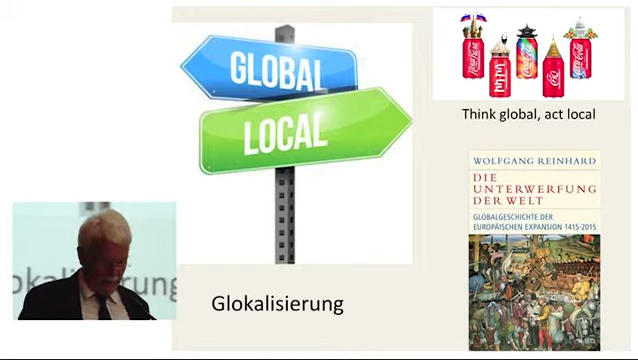 GLOBAL
LOCAL
Think global, act local
WOLFGANG REINHARD
DIE
UNTERWERFUNG
DER WELT
GLOBALGESCHICHTE DER
EUROPÄISCHEN EXPANSION 1415-2015
okalisierung
Glokalisierung